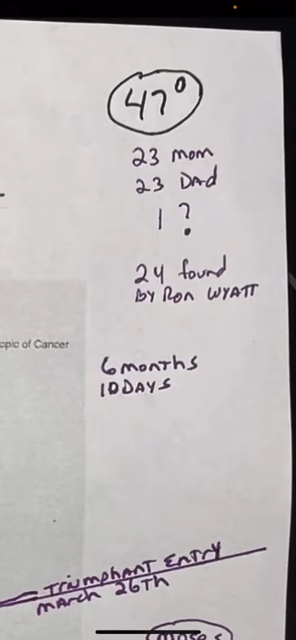 47°
23 mom
23 DAd
1 ?
24 found
BY RON WYATT
opic of Cancer
6 months
10 DAYS
TRIUMPHANT ENTRY
MARCH 26TH